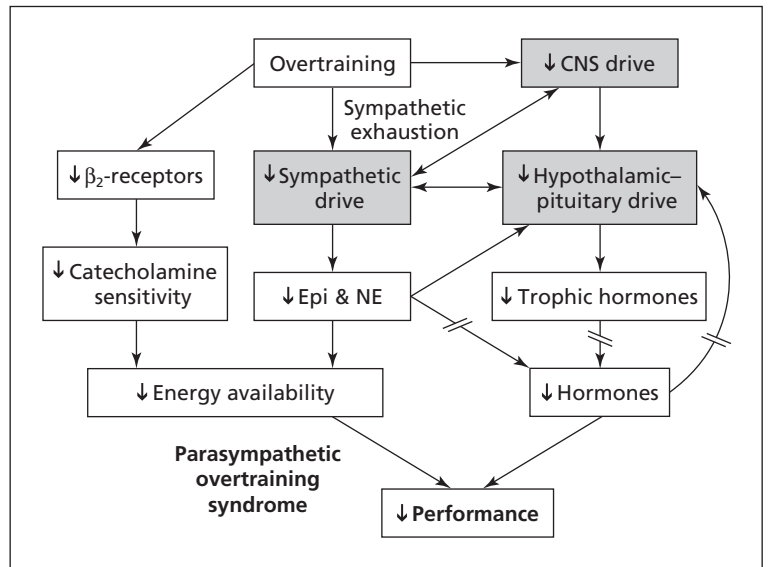 Overtraining
↓ CNS drive
Sympathetic
exhaustion
↓ β₂-receptors
↓ Sympathetic
drive
↓ Hypothalamic–
pituitary drive
↓ Catecholamine
sensitivity
↓ Epi & NE
↓ Trophic hormones
↓ Energy availability
↓ Hormones
Parasympathetic
overtraining
syndrome
↓ Performance